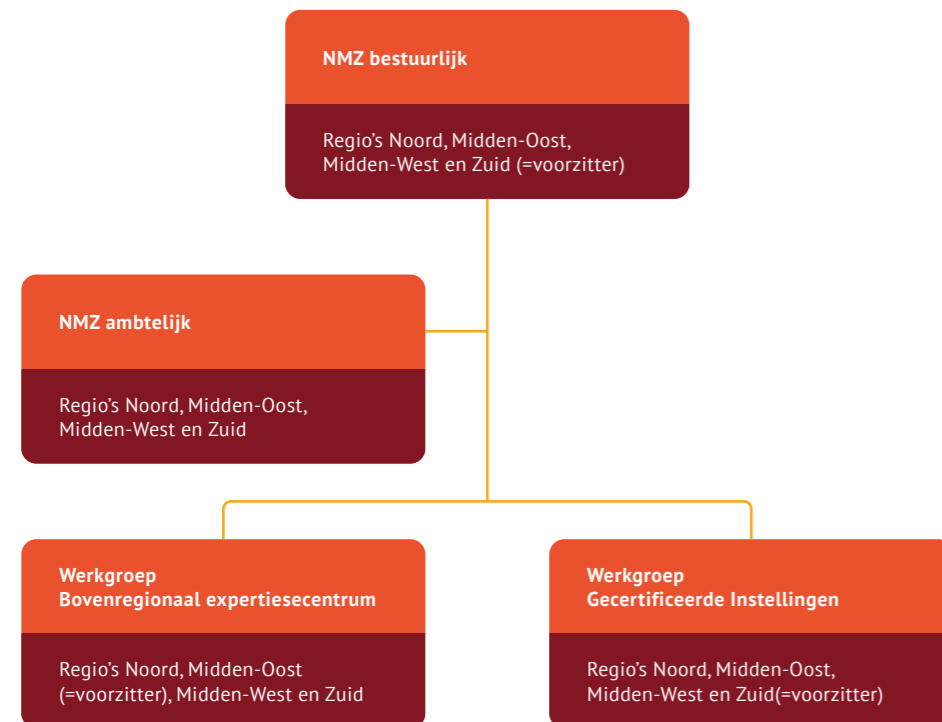 NMZ bestuurlijk
Regio’s Noord, Midden-Oost,
Midden-West en Zuid (=voorzitter)
NMZ ambtelijk
Regio’s Noord, Midden-Oost,
Midden-West en Zuid
Werkgroep
Bovenregionaal expertiesecentrum
Regio’s Noord, Midden-Oost
(=voorzitter), Midden-West en Zuid
Werkgroep
Gecertificeerde Instellingen
Regio’s Noord, Midden-Oost,
Midden-West en Zuid(=voorzitter)